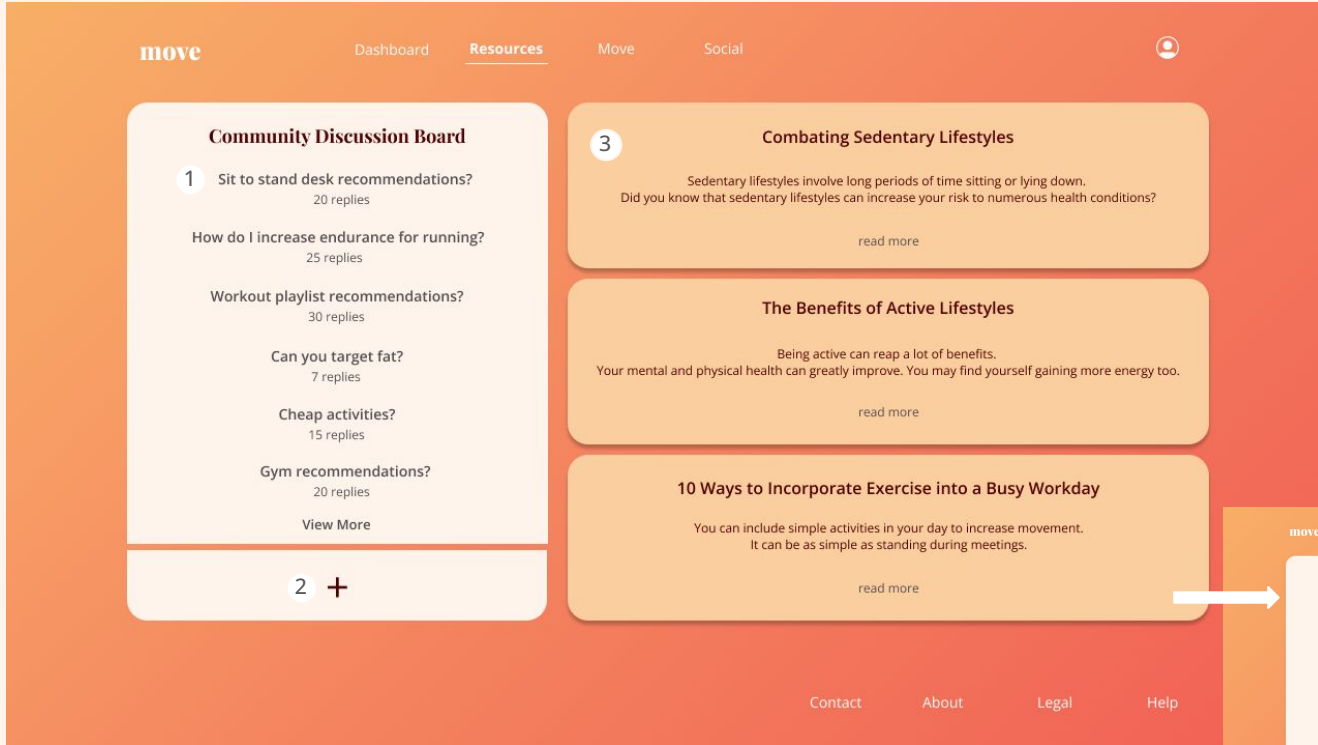 move
Dashboard
Resources
Move
Social
Community Discussion Board
1
Sit to stand desk recommendations?
20 replies
How do I increase endurance for running?
25 replies
Workout playlist recommendations?
30 replies
Can you target fat?
7 replies
Cheap activities?
15 replies
Gym recommendations?
20 replies
View More
2 +
3
Combating Sedentary Lifestyles
Sedentary lifestyles involve long periods of time sitting or lying down.
Did you know that sedentary lifestyles can increase your risk to numerous health conditions?
read more
The Benefits of Active Lifestyles
Being active can reap a lot of benefits.
Your mental and physical health can greatly improve. You may find yourself gaining more energy too.
read more
10 Ways to Incorporate Exercise into a Busy Workday
You can include simple activities in your day to increase movement.
It can be as simple as standing during meetings.
read more
move
Contact
About
Legal
Help